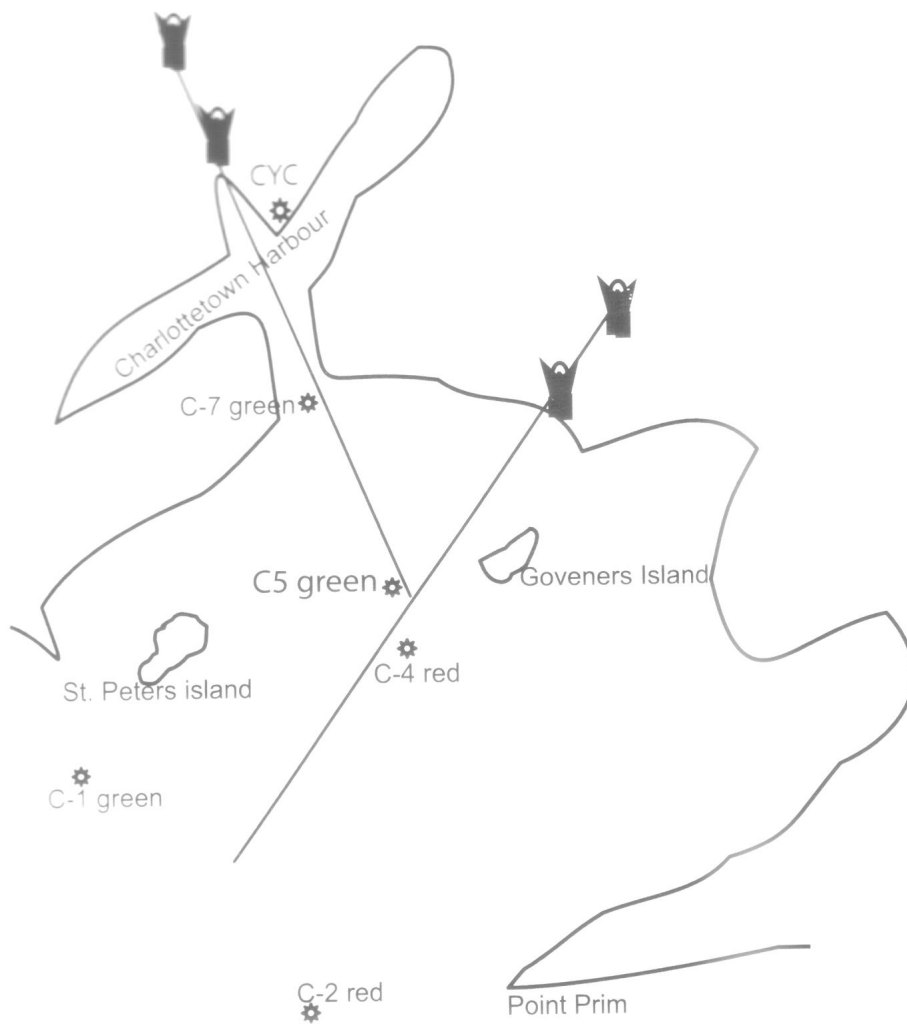 CYC
Charlottetown Harbour
C-7 green
C5 green
Goveners Island
C-4 red
St. Peters island
C-1 green
C-2 red
Point Prim